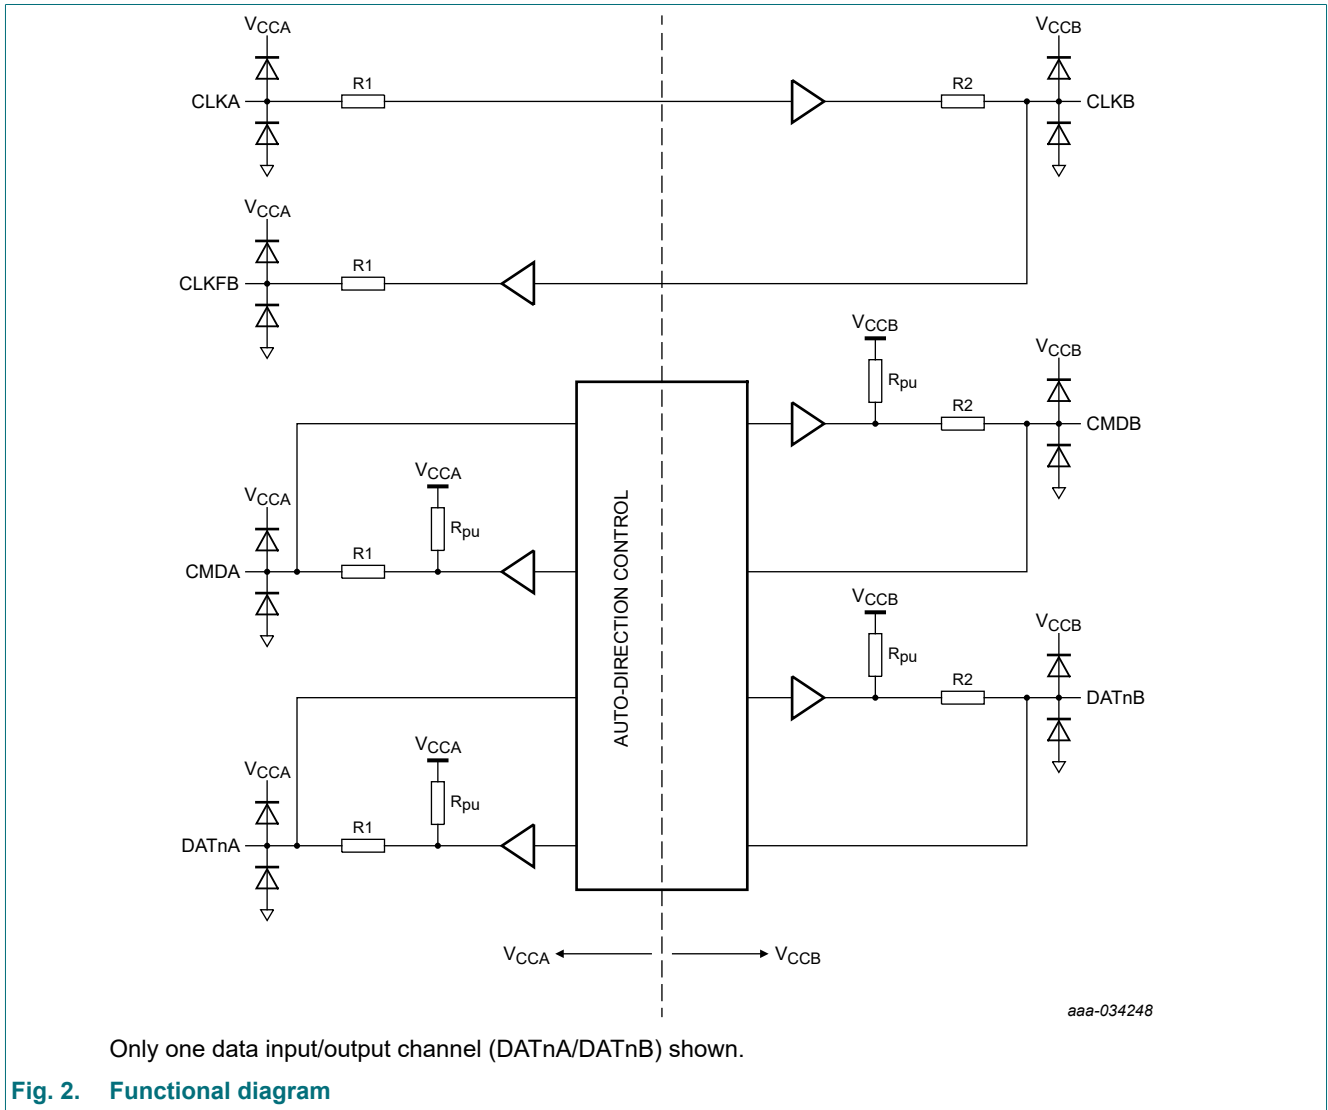 VCCA
VCCB
CLKA
R1
R2
CLKB
VCCA
CLKFB
R1
VCCB
Rpu
VCCB
R2
CMDB
VCCA
Rpu
VCCA
CMDA
R1
AUTO-DIRECTION CONTROL
VCCB
Rpu
VCCB
R2
DATnB
VCCA
Rpu
VCCA
DATnA
R1
VCCA
VCCB
aaa-034248
Only one data input/output channel (DATnA/DATnB) shown.
Fig. 2. Functional diagram